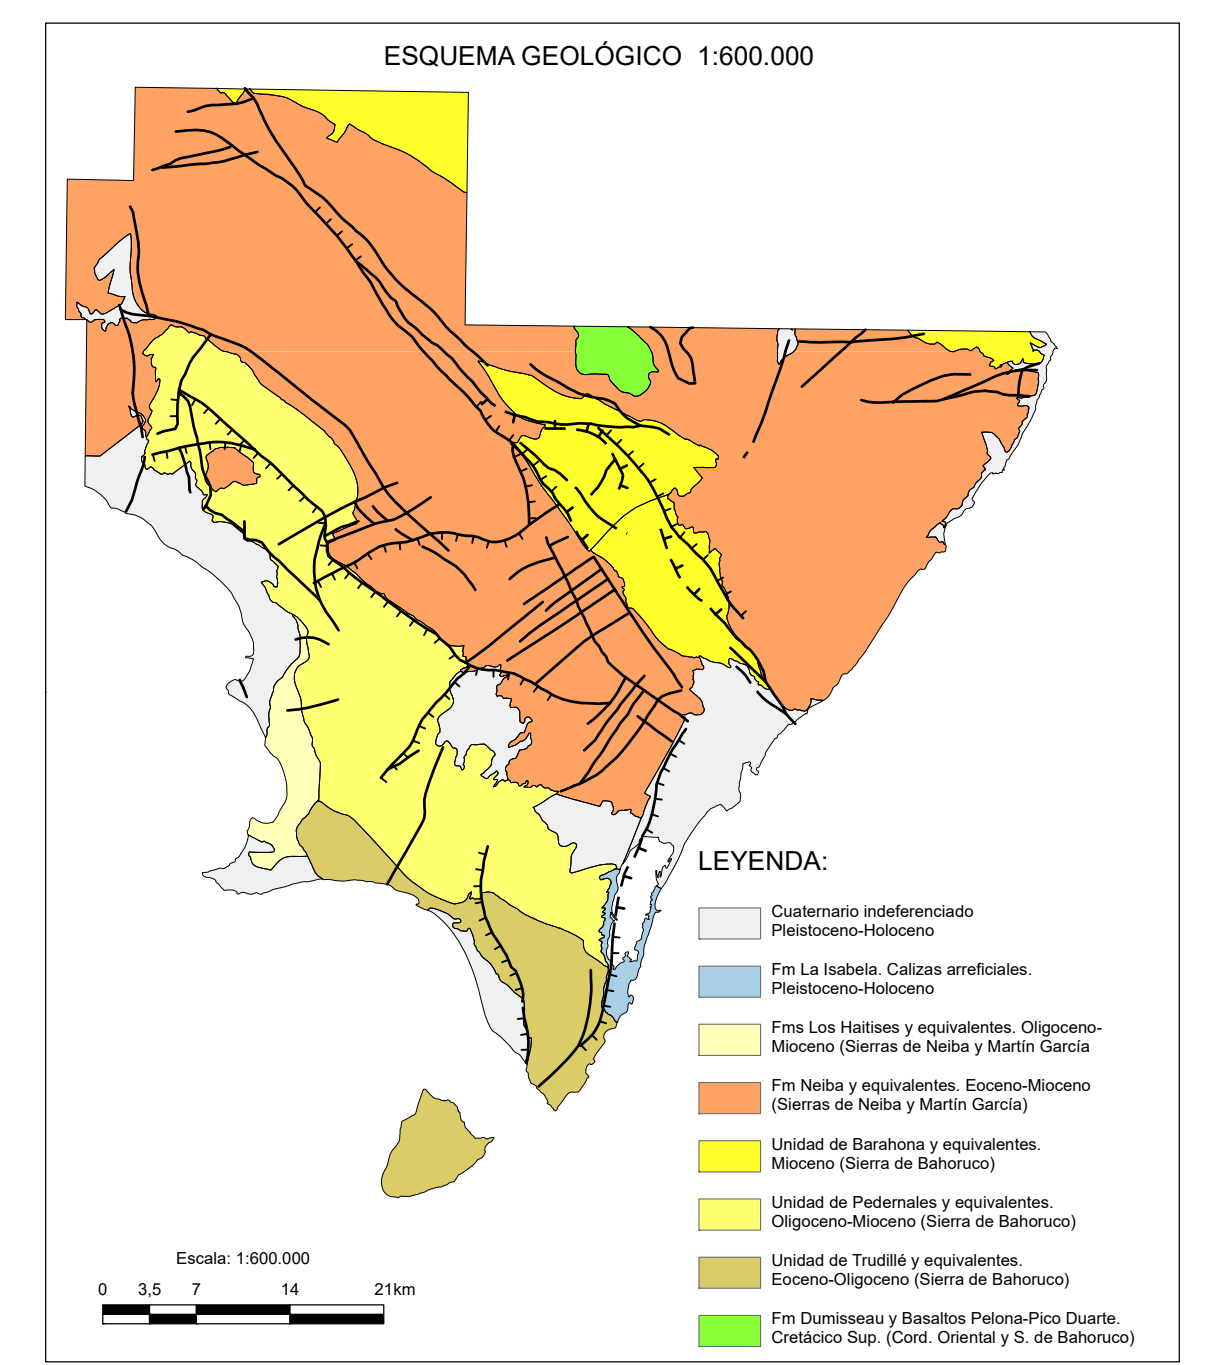 ESQUEMA GEOLÓGICO 1:600.000
LEYENDA:
Cuaternario indeferenciado
Pleistoceno-Holoceno
Fm La Isabela. Calizas arreficiales.
Pleistoceno-Holoceno
Fms Los Haitises y equivalentes. Oligoceno-
Mioceno (Sierras de Neiba y Martín García
Fm Neiba y equivalentes. Eoceno-Mioceno
(Sierras de Neiba y Martín García)
Unidad de Barahona y equivalentes.
Mioceno (Sierra de Bahoruco)
Unidad de Pedernales y equivalentes.
Oligoceno-Mioceno (Sierra de Bahoruco)
Unidad de Trudillé y equivalentes.
Eoceno-Oligoceno (Sierra de Bahoruco)
Fm Dumisseau y Basaltos Pelona-Pico Duarte.
Cretácico Sup. (Cord. Oriental y S. de Bahoruco)
Escala: 1:600.000
0 3,5 7 14 21km